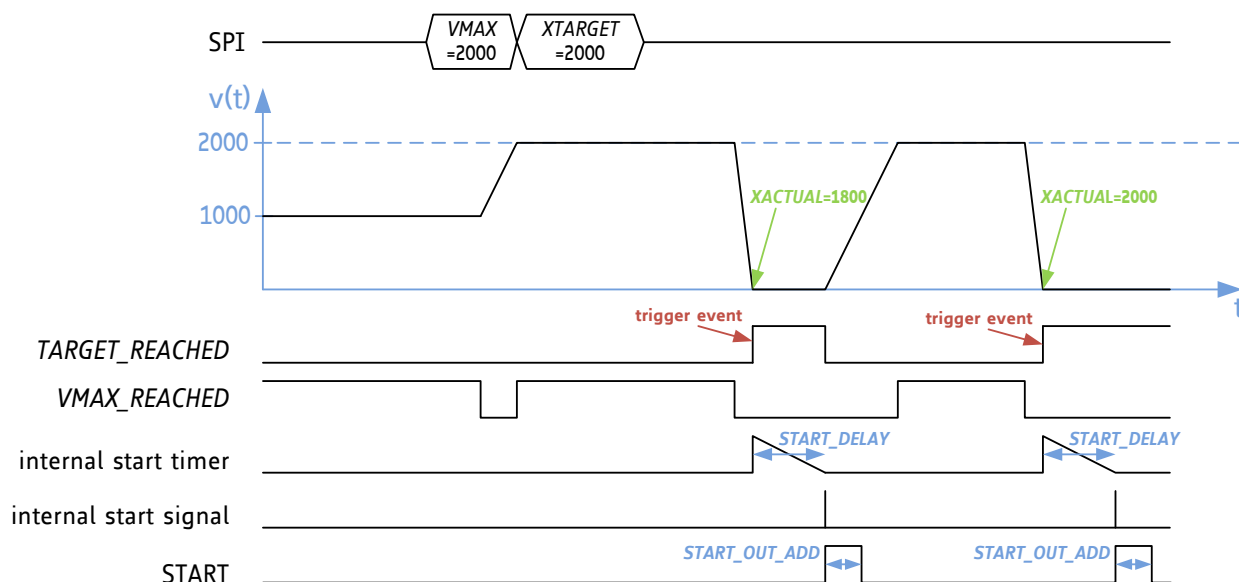 SPI
VMAX
=2000
XTARGET
=2000
v(t)
2000
1000
XACTUAL=1800
XACTUAL=2000
t
trigger event
trigger event
TARGET_REACHED
VMAX_REACHED
START_DELAY
START_DELAY
internal start timer
internal start signal
START_OUT_ADD
START_OUT_ADD
START